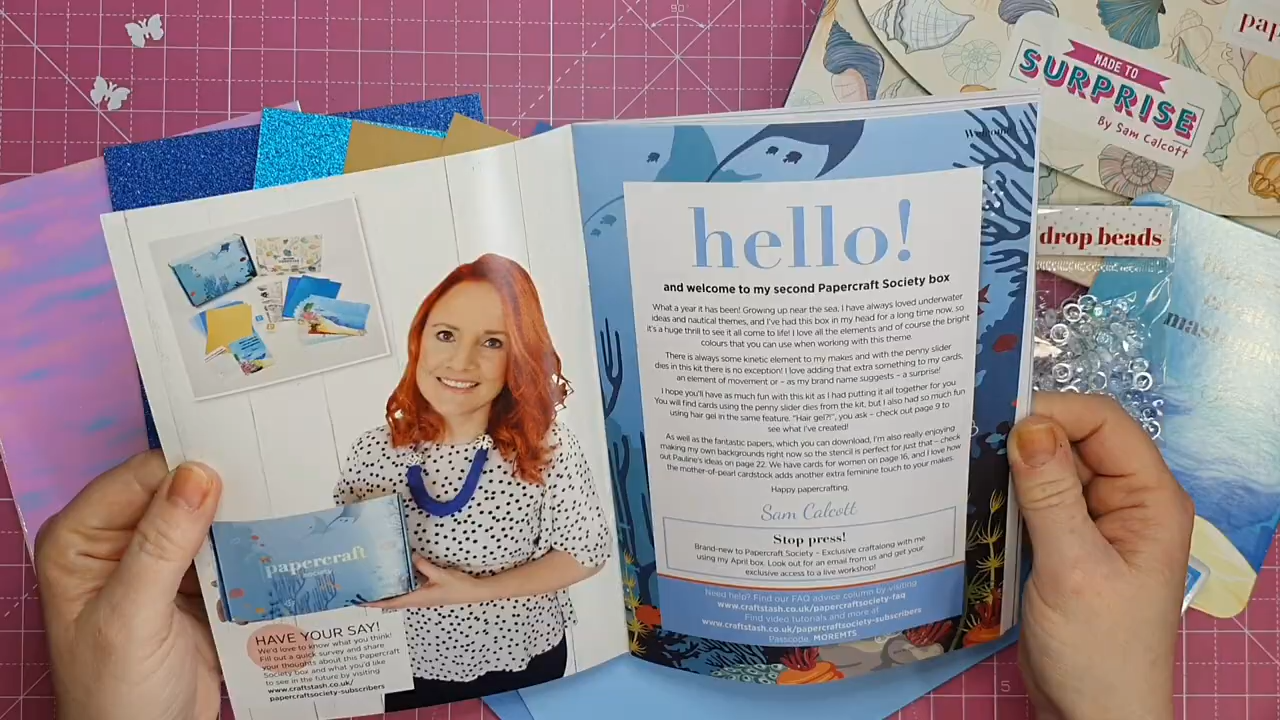 90°
pap
MADE TO
SURPRISE
By Sam Calcott
drop beads
Welcome
hello!
and welcome to my second Papercraft Society box
What a year it has been! Growing up near the sea, I have always loved underwater
ideas and nautical themes, and I've had this box in my head for a long time now, so
it's a huge thrill to see it all come to life! I love all the elements and of course the bright
colours that you can use when working with this theme.
There is always some kinetic element to my makes and with the penny slider
dies in this kit there is no exception! I love adding that extra something to my cards,
an element of movement or – as my brand name suggests – a surprise!
I hope you'll have as much fun with this kit as I had putting it all together for you.
You will find cards using the penny slider dies from the kit, but I also had so much fun
using hair gel in the same feature. "Hair gel?!", you ask – check out page 9 to
see what I've created!
As well as the fantastic papers, which you can download, I'm also really enjoying
making my own backgrounds right now so the stencil is perfect for just that – check
out Pauline's ideas on page 22. We have cards for women on page 16, and I love how
the mother-of-pearl cardstock adds another extra feminine touch to your makes.
Happy papercrafting,
Sam Calcott
Stop press!
Brand-new to Papercraft Society – Exclusive craftalong with me
using my April box. Look out for an email from us and get your
exclusive access to a live workshop!
Need help? Find our FAQ advice column by visiting
www.craftstash.co.uk/papercraftsociety-faq
Find video tutorials and more at
www.craftstash.co.uk/papercraftsociety-subscribers
Passcode, MOREMTS
papercraft
society
HAVE YOUR SAY!
We'd love to know what you think!
Fill out a quick survey and share
your thoughts about this Papercraft
Society box and what you'd like
to see in the future by visiting
www.craftstash.co.uk/
papercraftsociety-subscribers
5